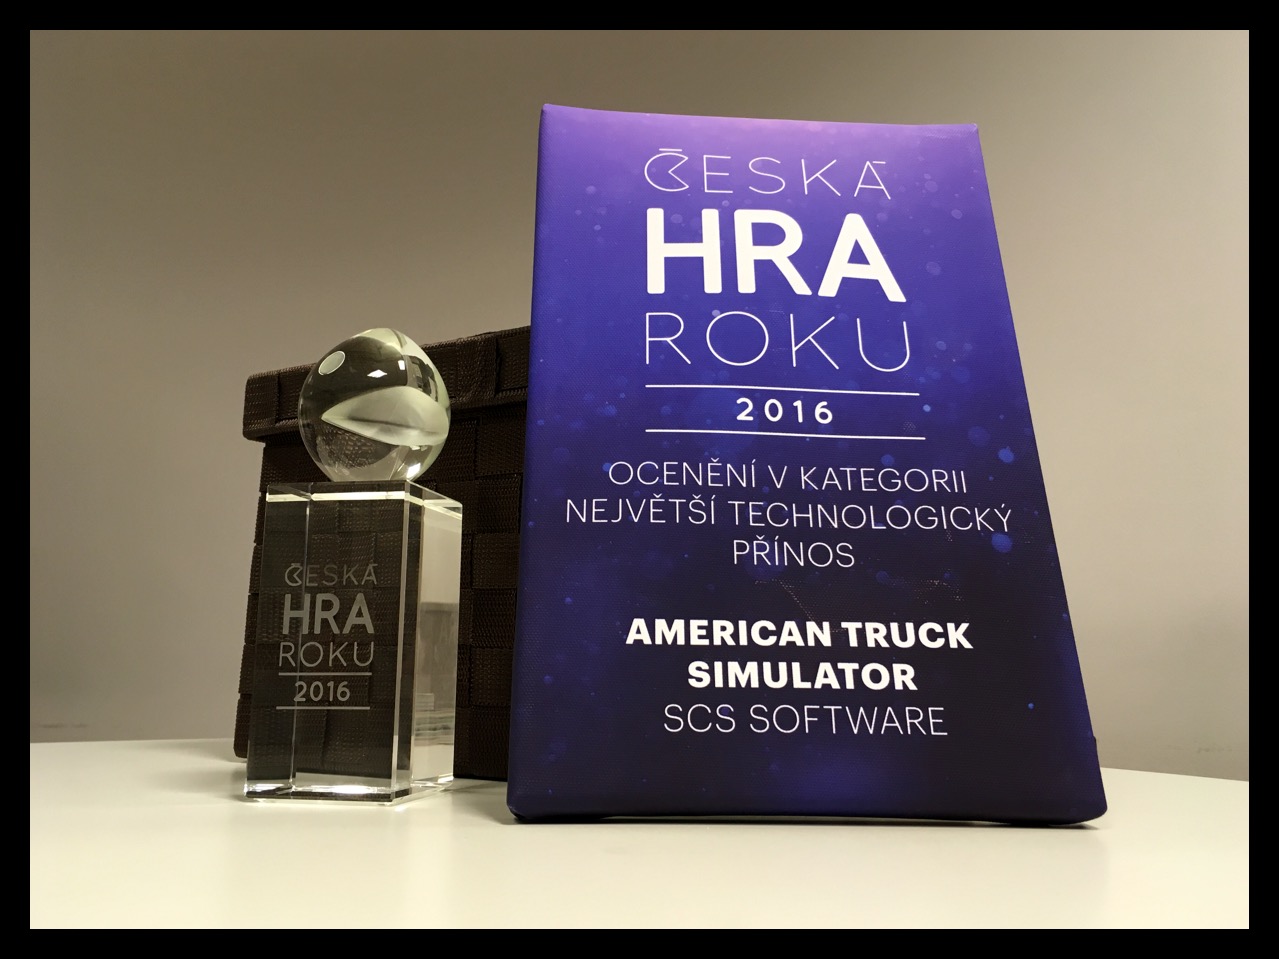 ČESKÁ
HRA
ROKU
2016
ČESKÁ
HRA
ROKU
2016
OCENĚNÍ V KATEGORII
NEJVĚTŠÍ TECHNOLOGICKÝ
PŘÍNOS
AMERICAN TRUCK
SIMULATOR
SCS SOFTWARE